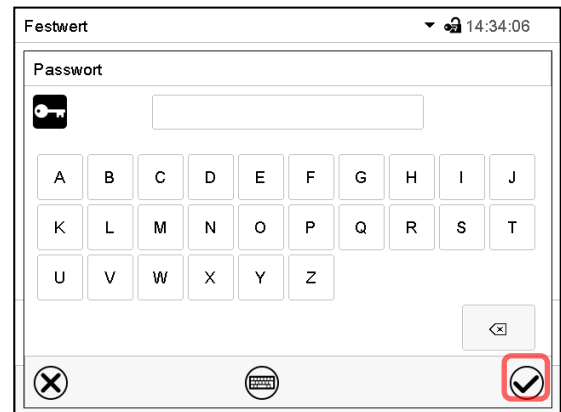 Festwert 14:34:06
Passwort
A B C D E F G H I J
K L M N O P Q R S T
U V W X Y Z